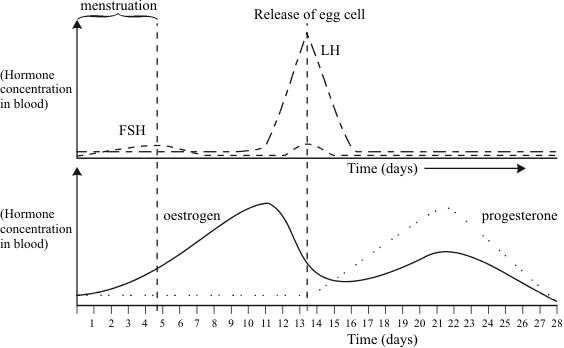 menstruation
Release of egg cell
LH
(Hormone
concentration
in blood)
FSH
Time (days)
(Hormone
concentration
in blood)
oestrogen
progesterone
1 2 3 4 5 6 7 8 9 10 11 12 13 14 15 16 17 18 19 20 21 22 23 24 25 26 27 28
Time (days)